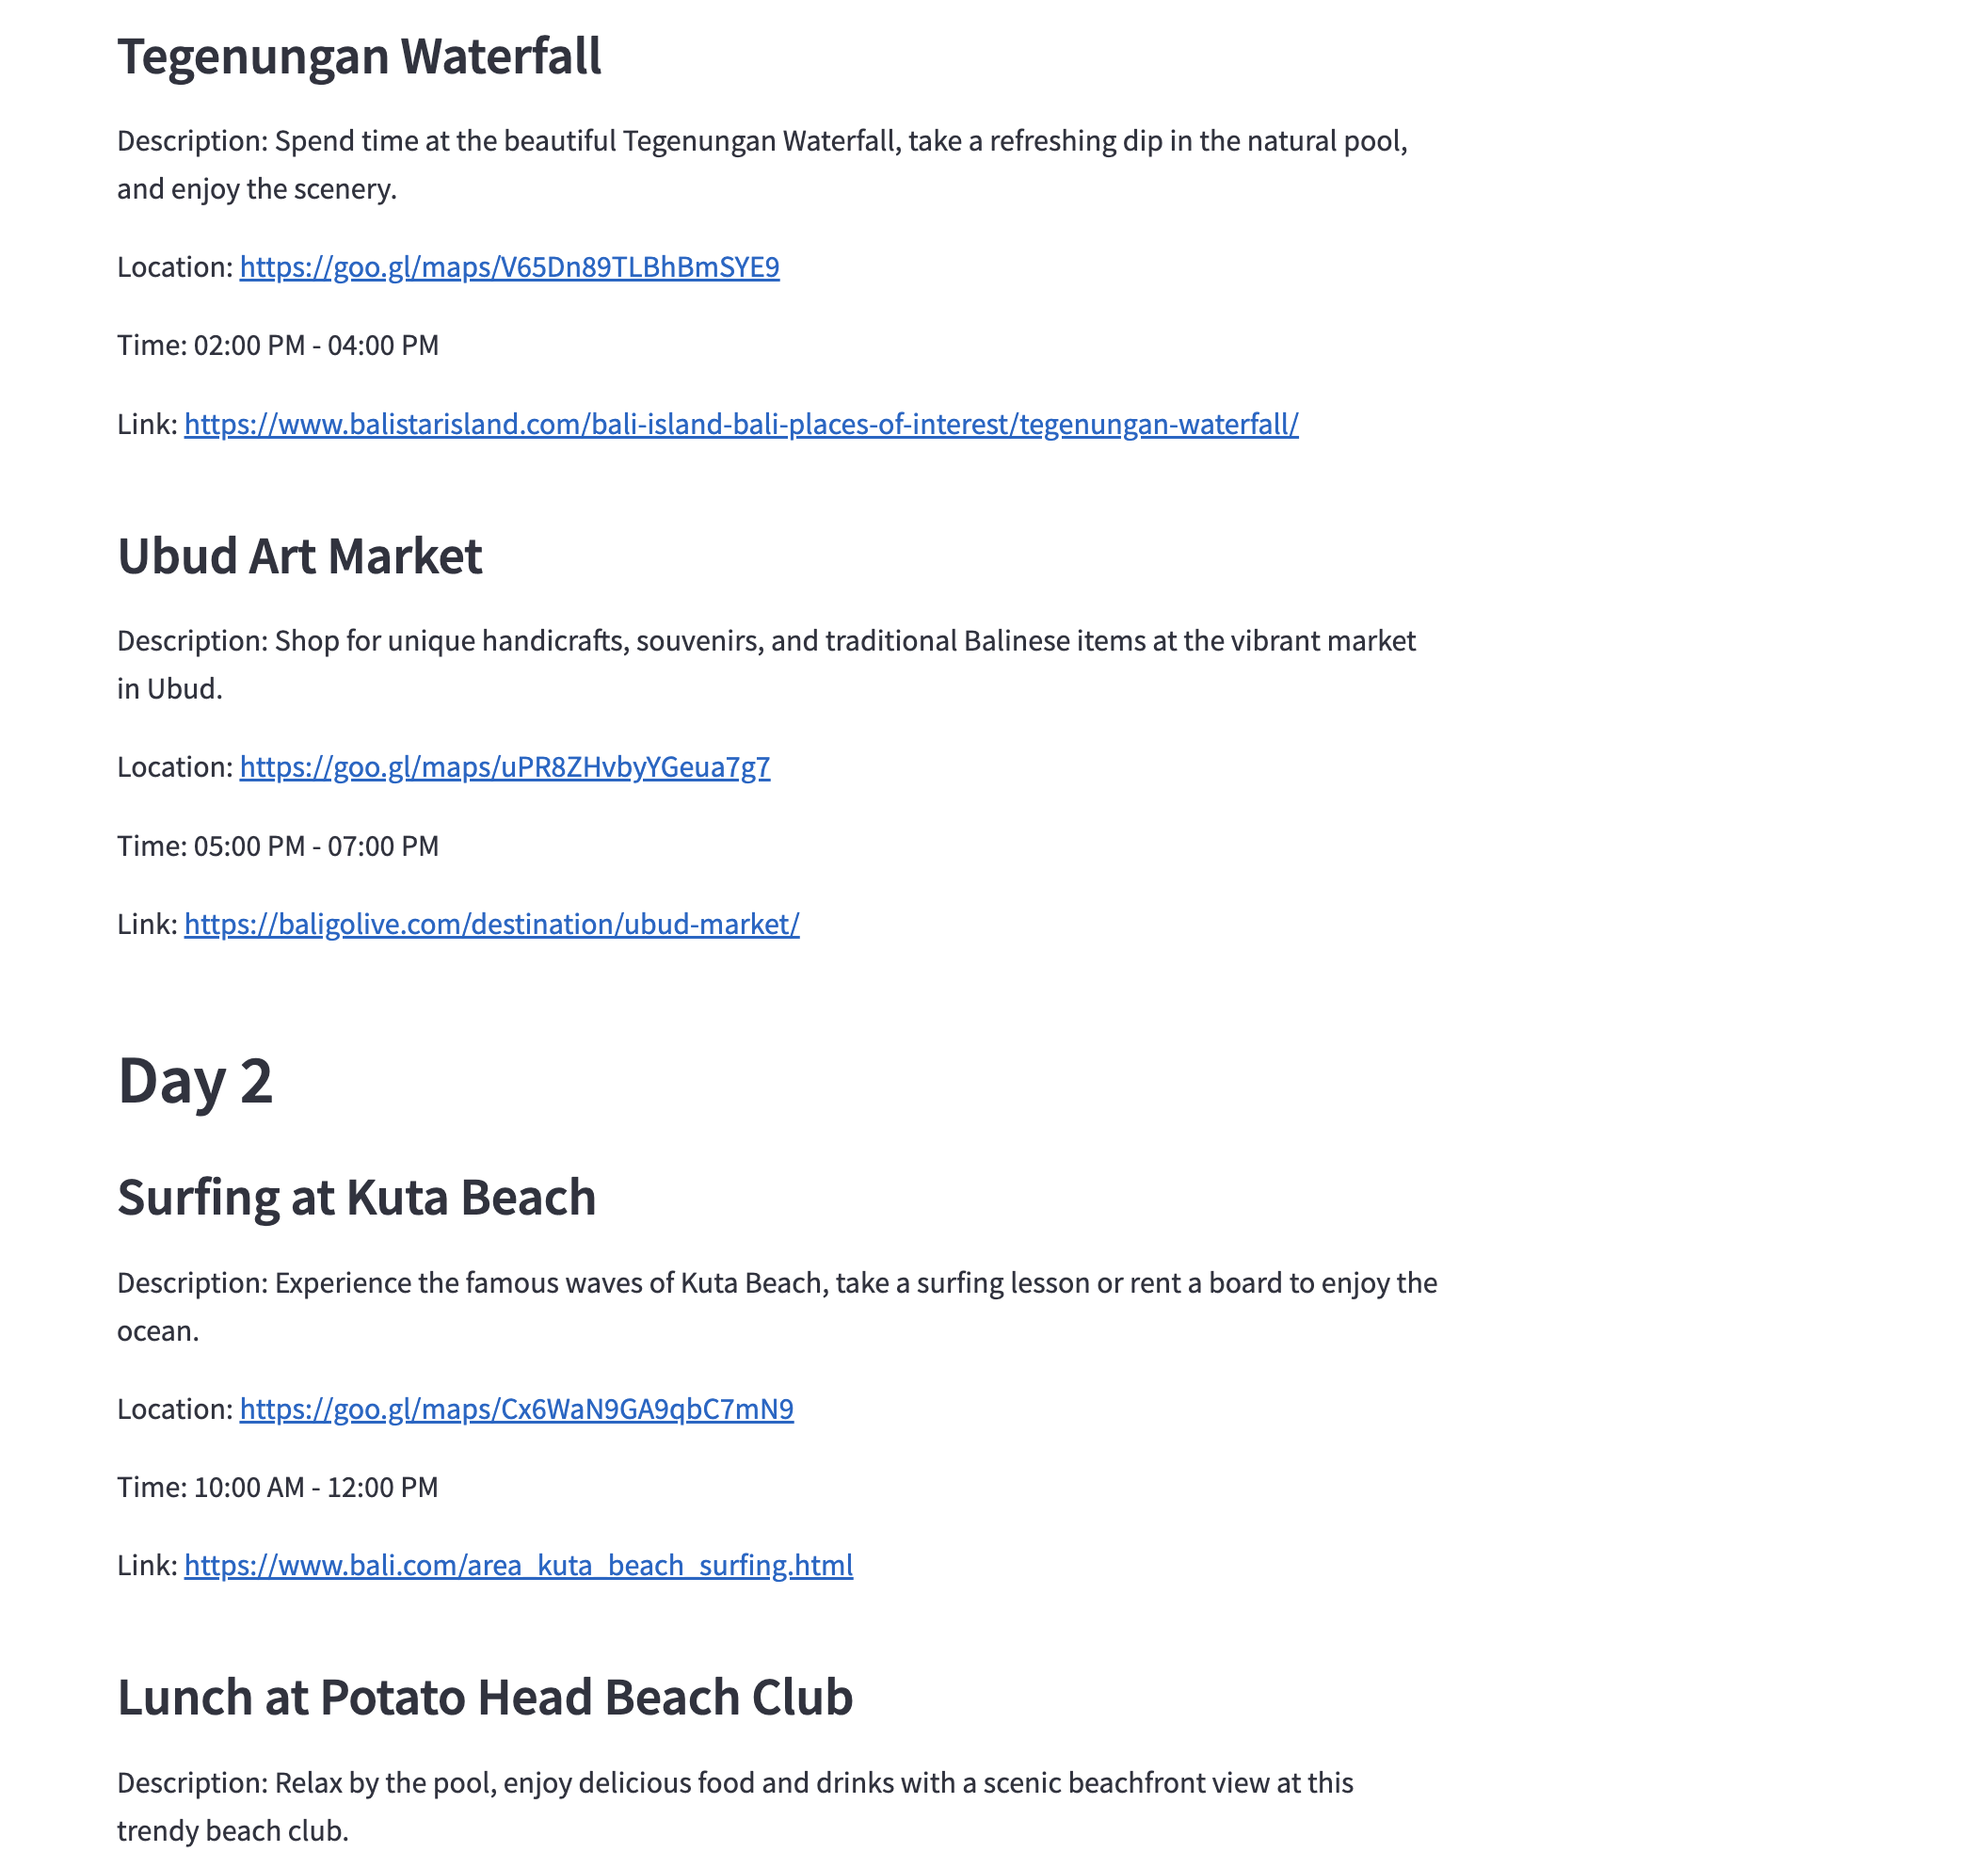 Tegenungan Waterfall
Description: Spend time at the beautiful Tegenungan Waterfall, take a refreshing dip in the natural pool,
and enjoy the scenery.
Location: https://goo.gl/maps/V65Dn89TLBhBmSYE9
Time: 02:00 PM - 04:00 PM
Link: https://www.balistarisland.com/bali-island-bali-places-of-interest/tegenungan-waterfall/
Ubud Art Market
Description: Shop for unique handicrafts, souvenirs, and traditional Balinese items at the vibrant market
in Ubud.
Location: https://goo.gl/maps/uPR8ZHvbyYGeua7g7
Time: 05:00 PM - 07:00 PM
Link: https://baligolive.com/destination/ubud-market/
Day 2
Surfing at Kuta Beach
Description: Experience the famous waves of Kuta Beach, take a surfing lesson or rent a board to enjoy the
ocean.
Location: https://goo.gl/maps/Cx6WaN9GA9qbC7mN9
Time: 10:00 AM - 12:00 PM
Link: https://www.bali.com/area_kuta_beach_surfing.html
Lunch at Potato Head Beach Club
Description: Relax by the pool, enjoy delicious food and drinks with a scenic beachfront view at this
trendy beach club.